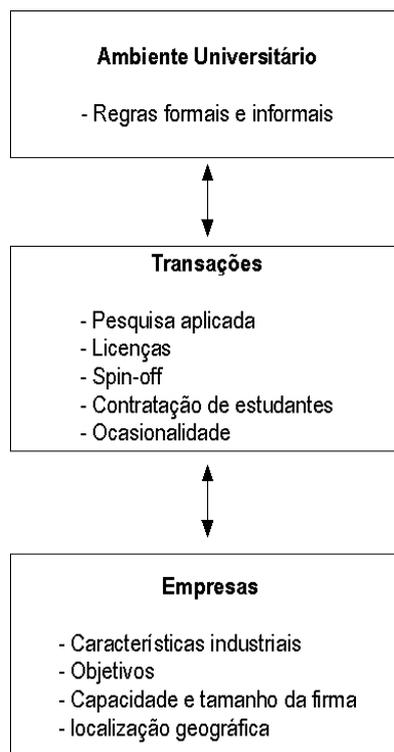 Ambiente Universitário
- Regras formais e informais
Transações
- Pesquisa aplicada
- Licenças
- Spin-off
- Contratação de estudantes
- Ocasionalidade
Empresas
- Características industriais
- Objetivos
- Capacidade e tamanho da firma
- localização geográfica